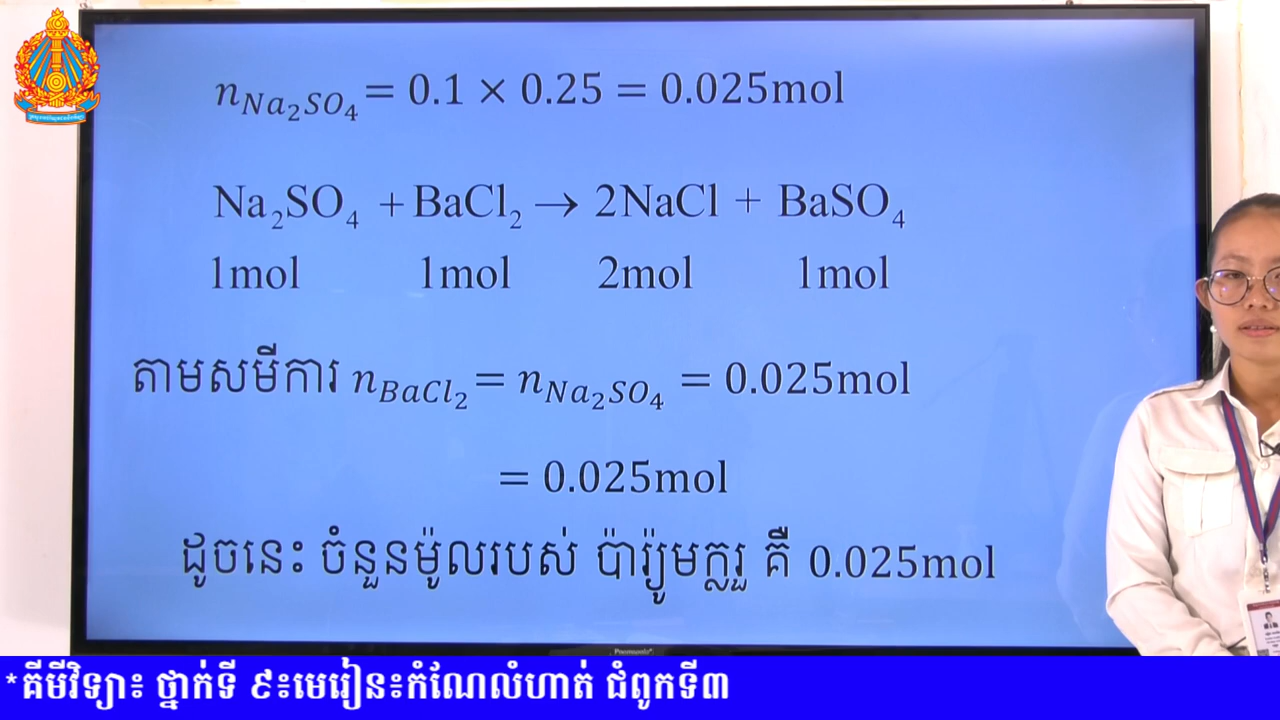 n_{Na₂SO₄} = 0.1 × 0.25 = 0.025mol
Na₂SO₄ + BaCl₂ → 2NaCl + BaSO₄
1mol 1mol 2mol 1mol
តាមសមីការ n_{BaCl₂} = n_{Na₂SO₄} = 0.025mol
= 0.025mol
ដូចនេះ ចំនួនម៉ូលរបស់ ប៉ារ៉្យូមក្លរួ គឺ 0.025mol
*គីមីវិទ្យា៖ ថ្នាក់ទី ៩៖មេរៀន៖កំណែលំហាត់ ជំពូកទី៣